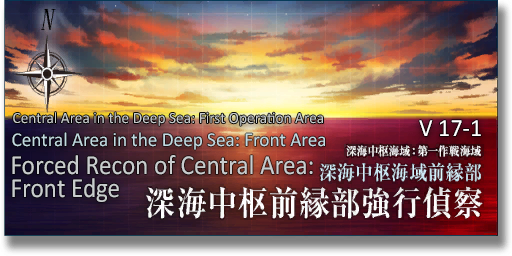 N
Central Area in the Deep Sea: First Operation Area
Central Area in the Deep Sea: Front Area
Forced Recon of Central Area:
Front Edge
V 17-1
深海中枢海域:第一作戦海域
深海中枢海域前縁部
深海中枢前縁部強行偵察